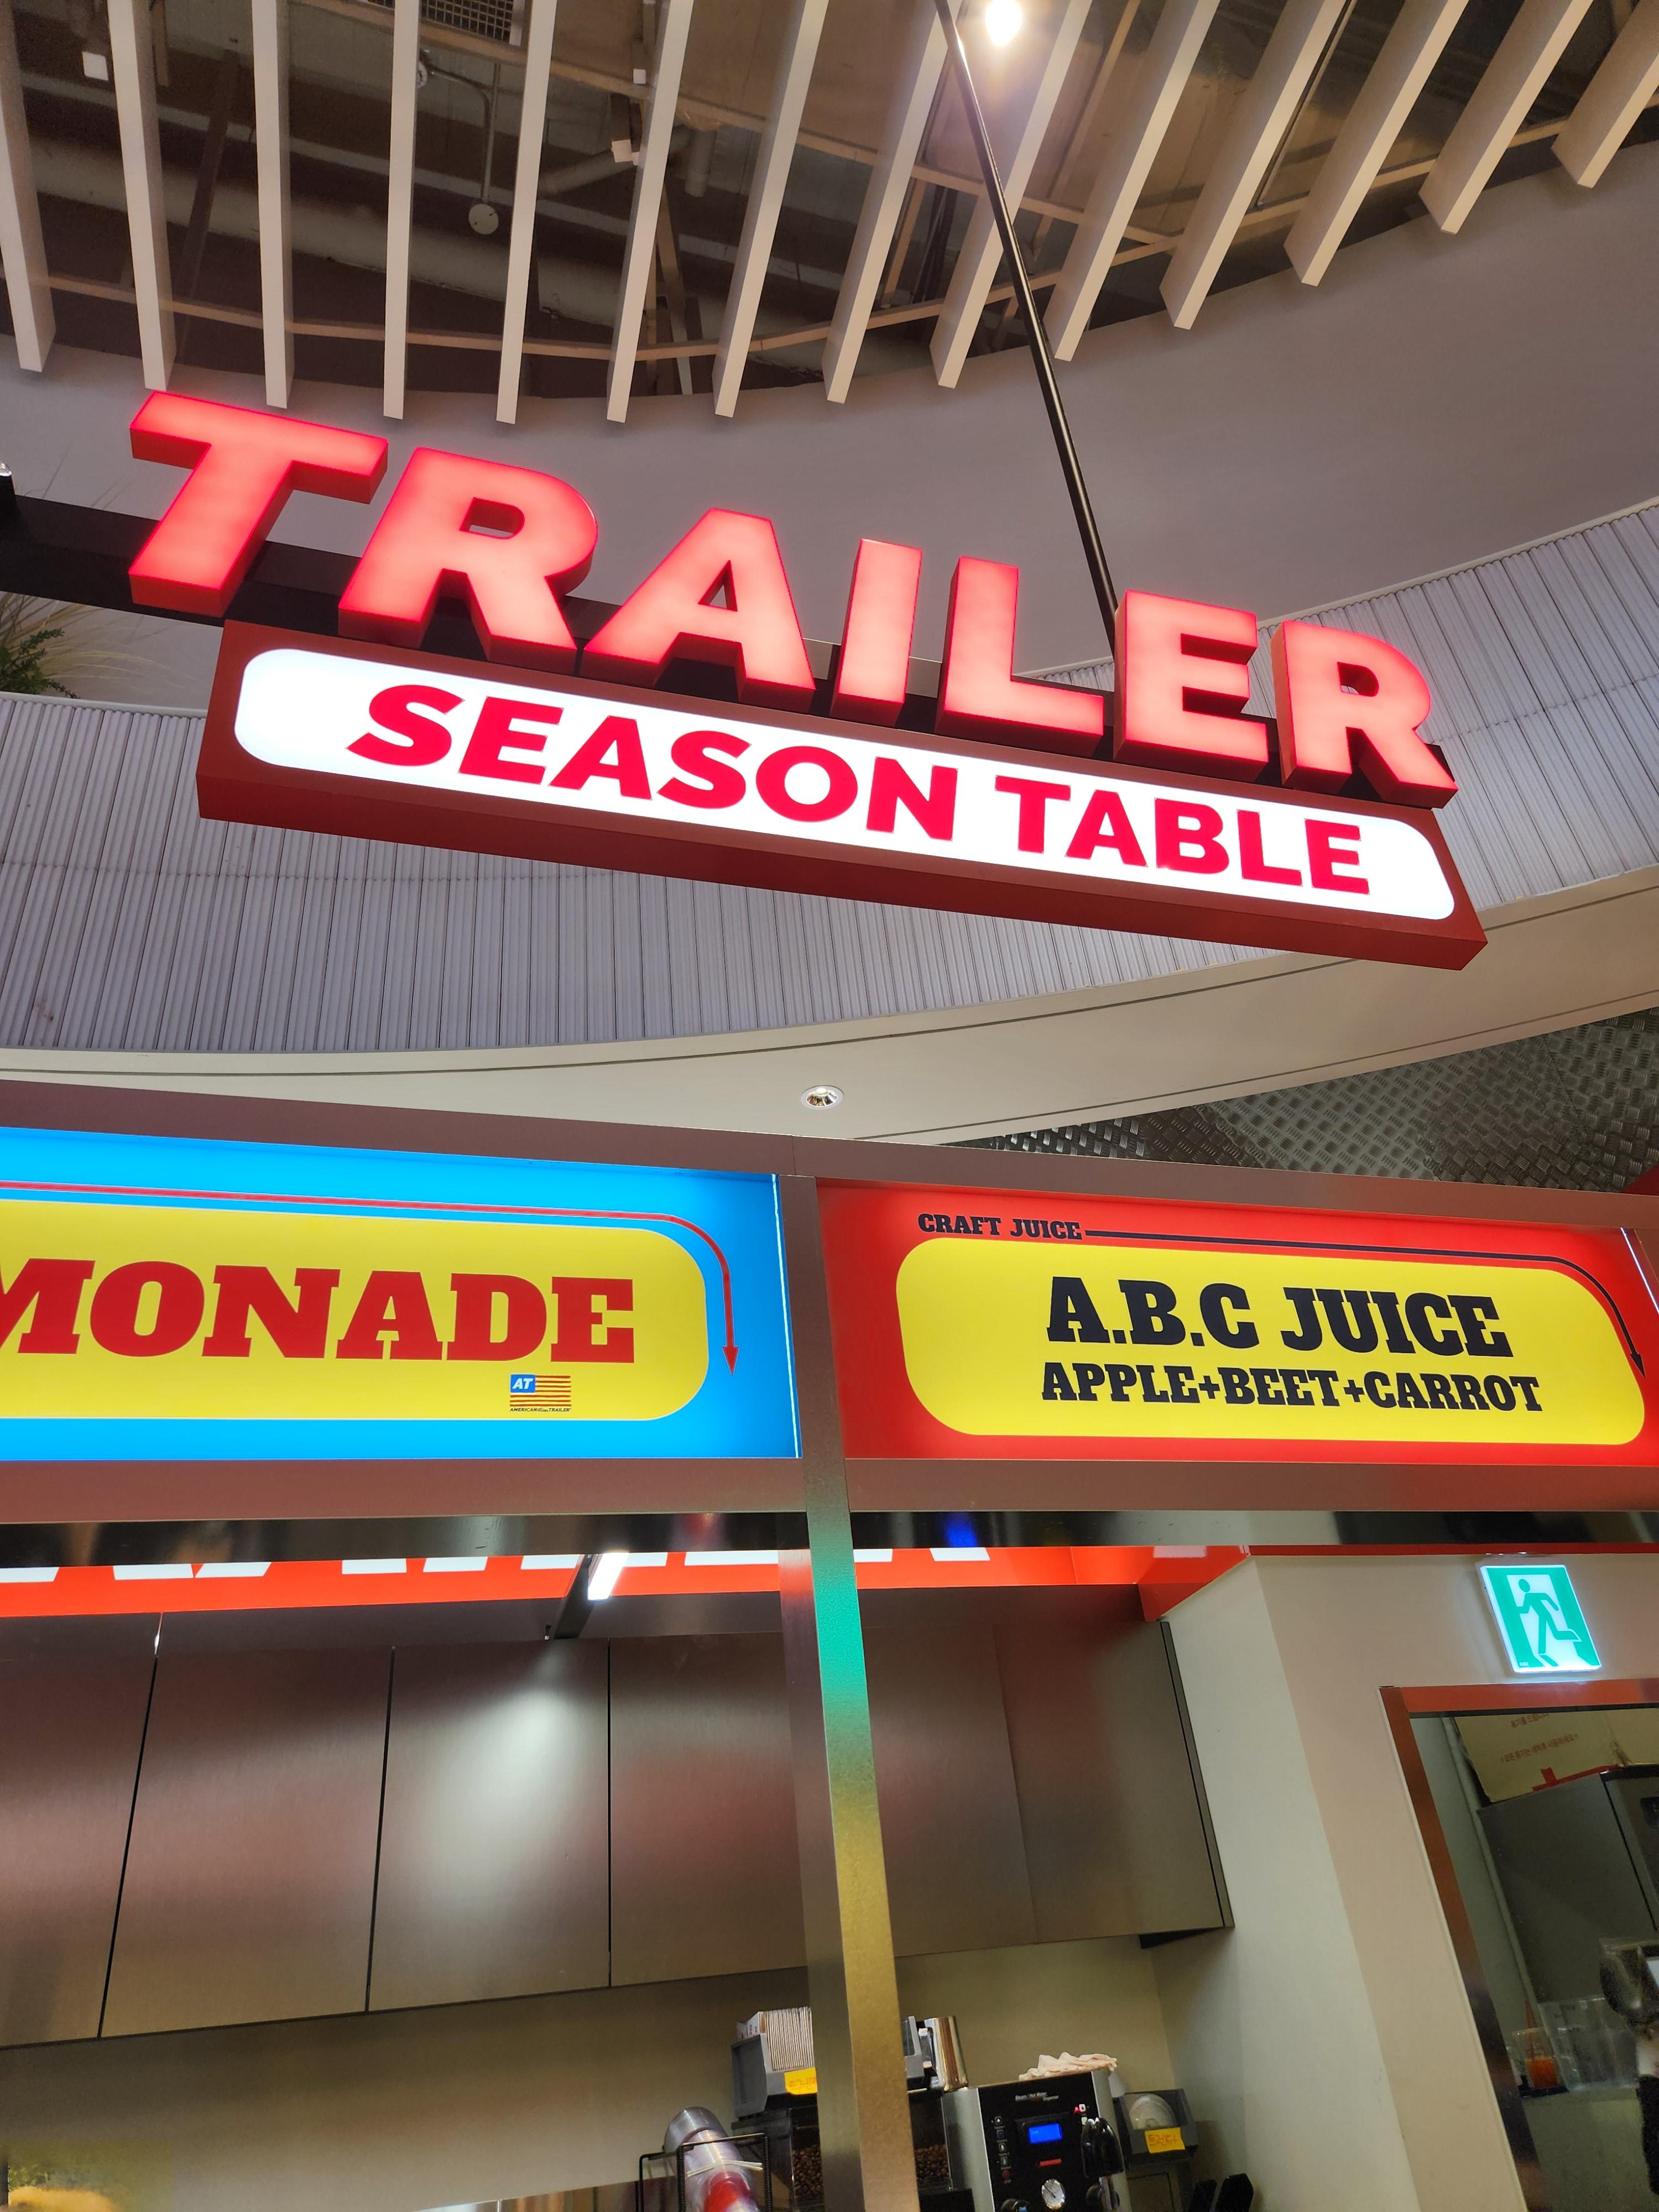 TRAILER
SEASON TABLE
MONADE
AT
CRAFT JUICE
A.B.C JUICE
APPLE+BEET+CARROT